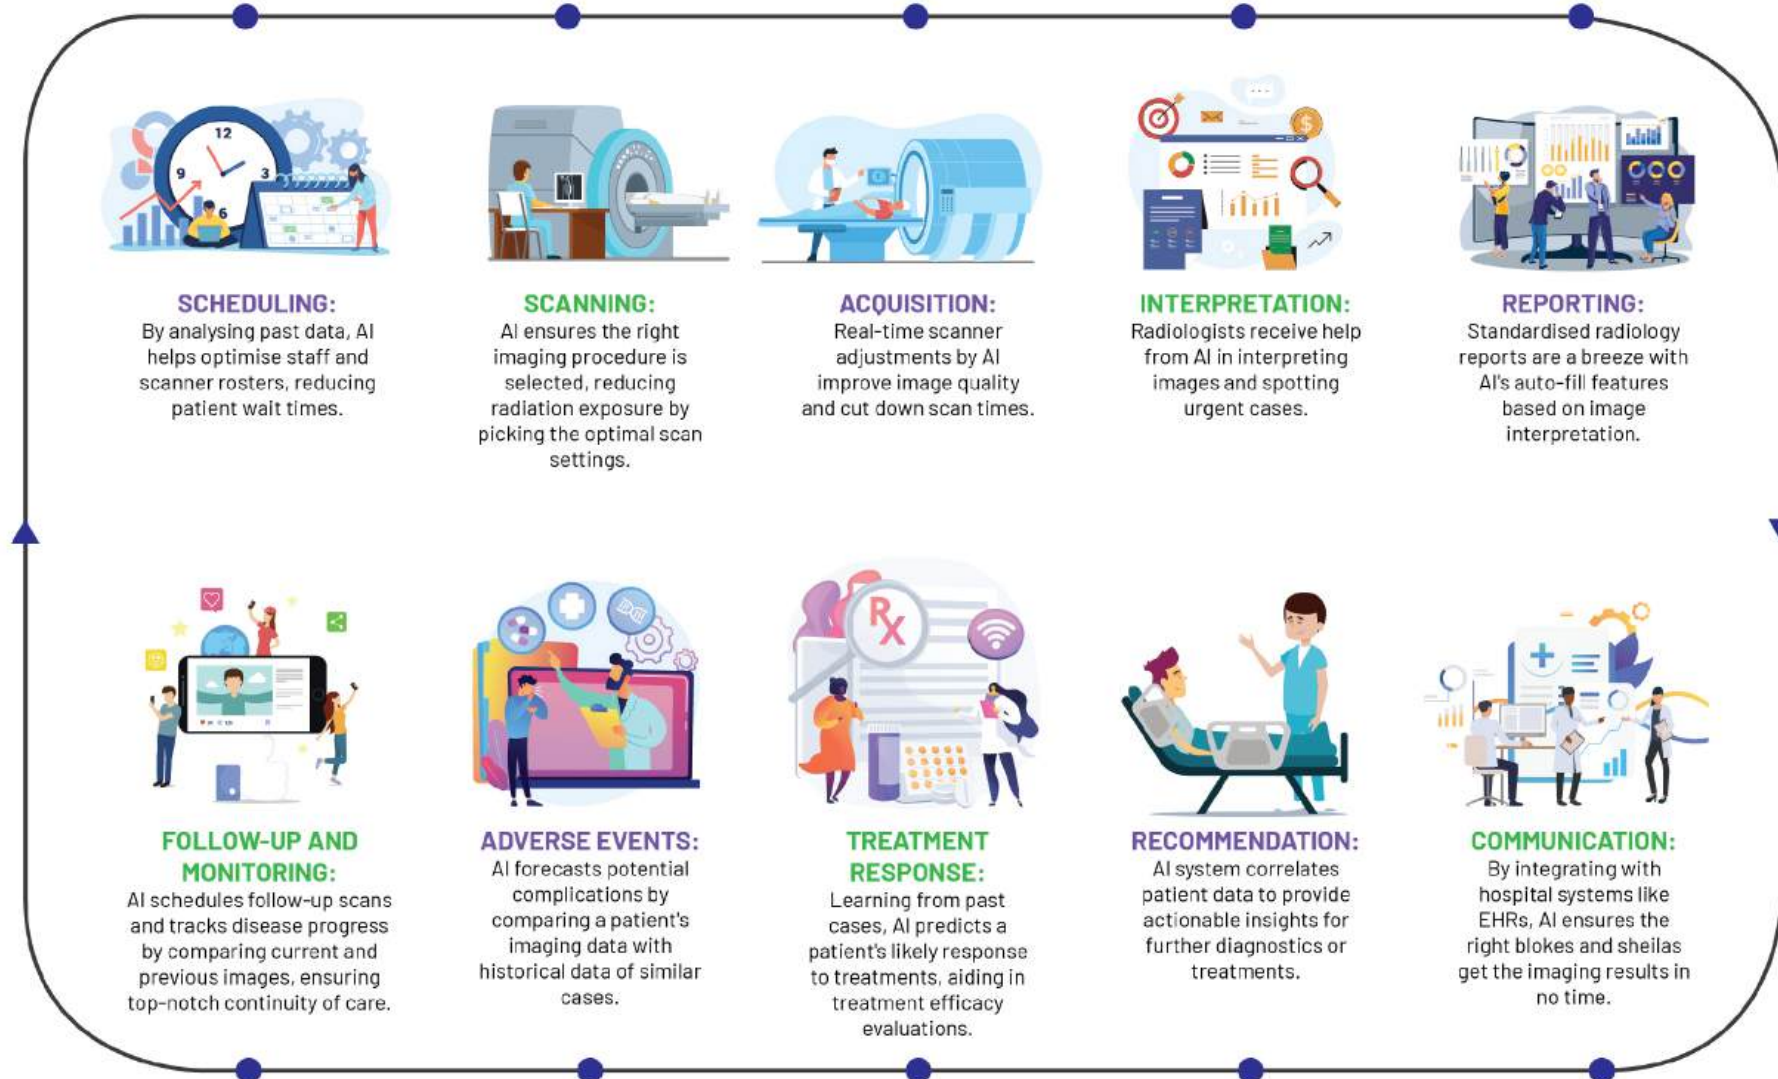 12
3
6
9
SCHEDULING:
By analysing past data, AI
helps optimise staff and
scanner rosters, reducing
patient wait times.
SCANNING:
AI ensures the right
imaging procedure is
selected, reducing
radiation exposure by
picking the optimal scan
settings.
ACQUISITION:
Real-time scanner
adjustments by AI
improve image quality
and cut down scan times.
INTERPRETATION:
Radiologists receive help
from AI in interpreting
images and spotting
urgent cases.
REPORTING:
Standardised radiology
reports are a breeze with
AI's auto-fill features
based on image
interpretation.
FOLLOW-UP AND
MONITORING:
AI schedules follow-up scans
and tracks disease progress
by comparing current and
previous images, ensuring
top-notch continuity of care.
ADVERSE EVENTS:
AI forecasts potential
complications by
comparing a patient's
imaging data with
historical data of similar
cases.
RX
TREATMENT
RESPONSE:
Learning from past
cases, AI predicts a
patient's likely response
to treatments, aiding in
treatment efficacy
evaluations.
RECOMMENDATION:
AI system correlates
patient data to provide
actionable insights for
further diagnostics or
treatments.
COMMUNICATION:
By integrating with
hospital systems like
EHRs, AI ensures the
right blokes and sheilas
get the imaging results in
no time.